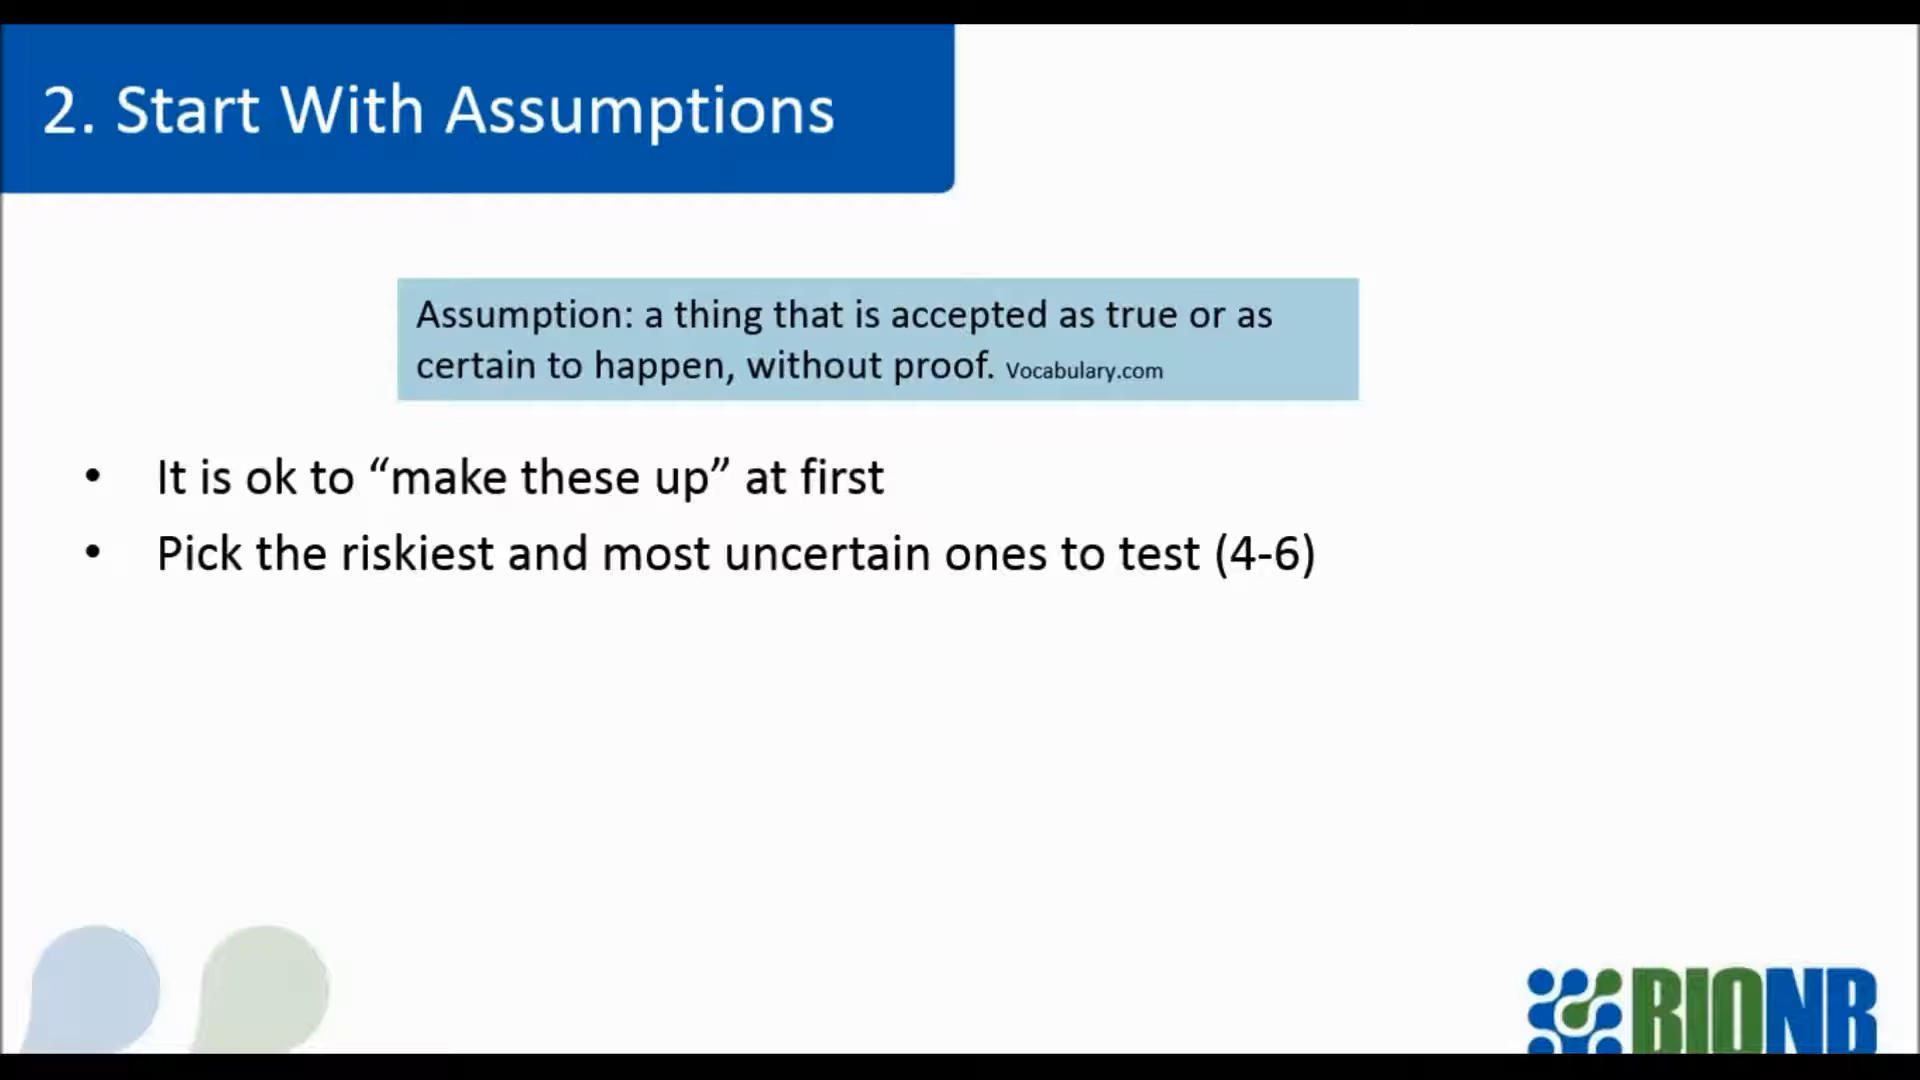 2. Start With Assumptions
Assumption: a thing that is accepted as true or as
certain to happen, without proof. Vocabulary.com
• It is ok to “make these up” at first
• Pick the riskiest and most uncertain ones to test (4-6)
BIONB